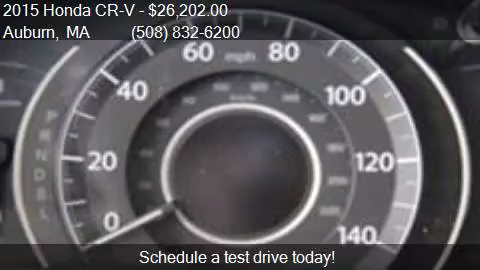 2015 Honda CR-V - $26,202.00
Auburn, MA (508) 832-6200
60 mph 80
40 100
20 120
0 140
P
R
N
D
S
L
Schedule a test drive today!